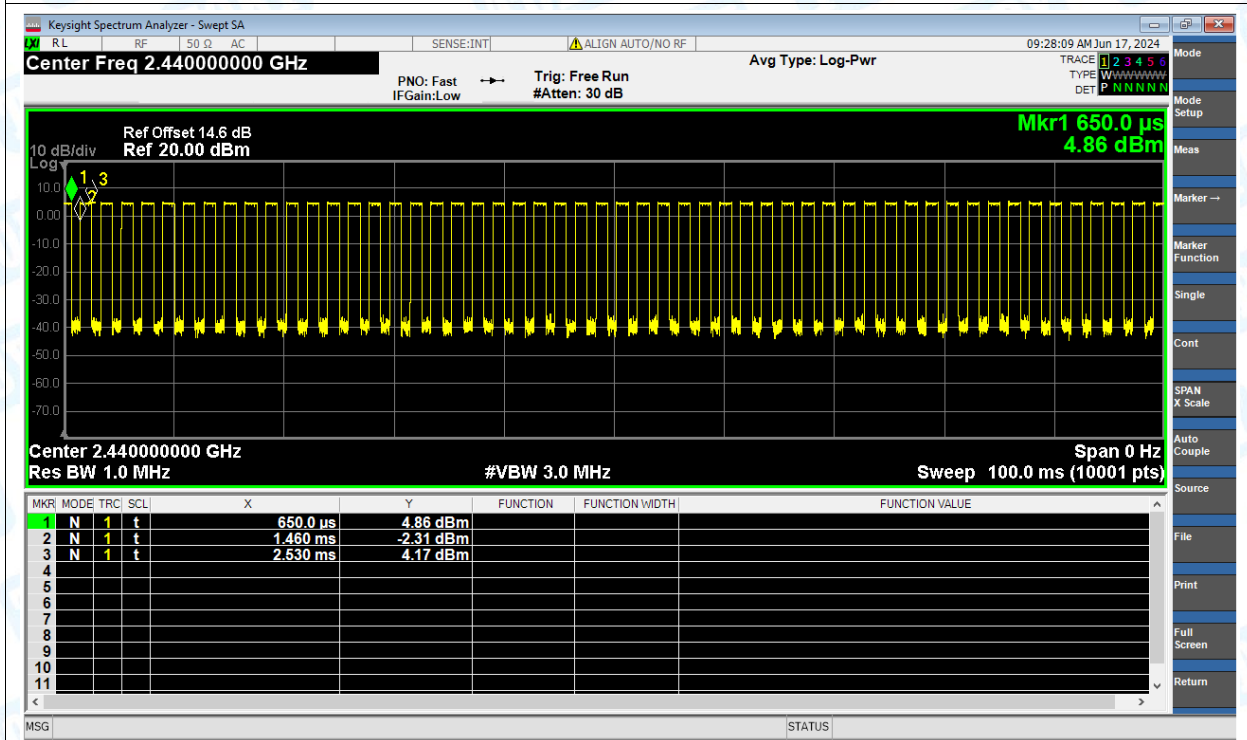 Keysight Spectrum Analyzer - Swept SA
LXI RL RF 50 Ω AC SENSE:INT ALIGN AUTO/NO RF 09:28:09 AM Jun 17, 2024
Center Freq 2.440000000 GHz Avg Type: Log-Pwr TRACE 1 2 3 4 5 6
PNO: Fast Trig: Free Run TYPE WWWWWW
IFGain:Low #Atten: 30 dB DET P N N N N N
Mkr1 650.0 µs
4.86 dBm
Ref Offset 14.6 dB
10 dB/div Ref 20.00 dBm
Log
1 3
2
10.0
0.00
-10.0
-20.0
-30.0
-40.0
-50.0
-60.0
-70.0
Center 2.440000000 GHz Span 0 Hz
Res BW 1.0 MHz #VBW 3.0 MHz Sweep 100.0 ms (10001 pts)
MKR MODE TRC SCL X Y FUNCTION FUNCTION WIDTH FUNCTION VALUE
1 N 1 t 650.0 µs 4.86 dBm
2 N 1 t 1.460 ms -2.31 dBm
3 N 1 t 2.530 ms 4.17 dBm
4
5
6
7
8
9
10
11
MSG STATUS
Mode
Mode
Setup
Meas
Marker →
Marker
Function
Single
Cont
SPAN
X Scale
Auto
Couple
Source
File
Print
Full
Screen
Return